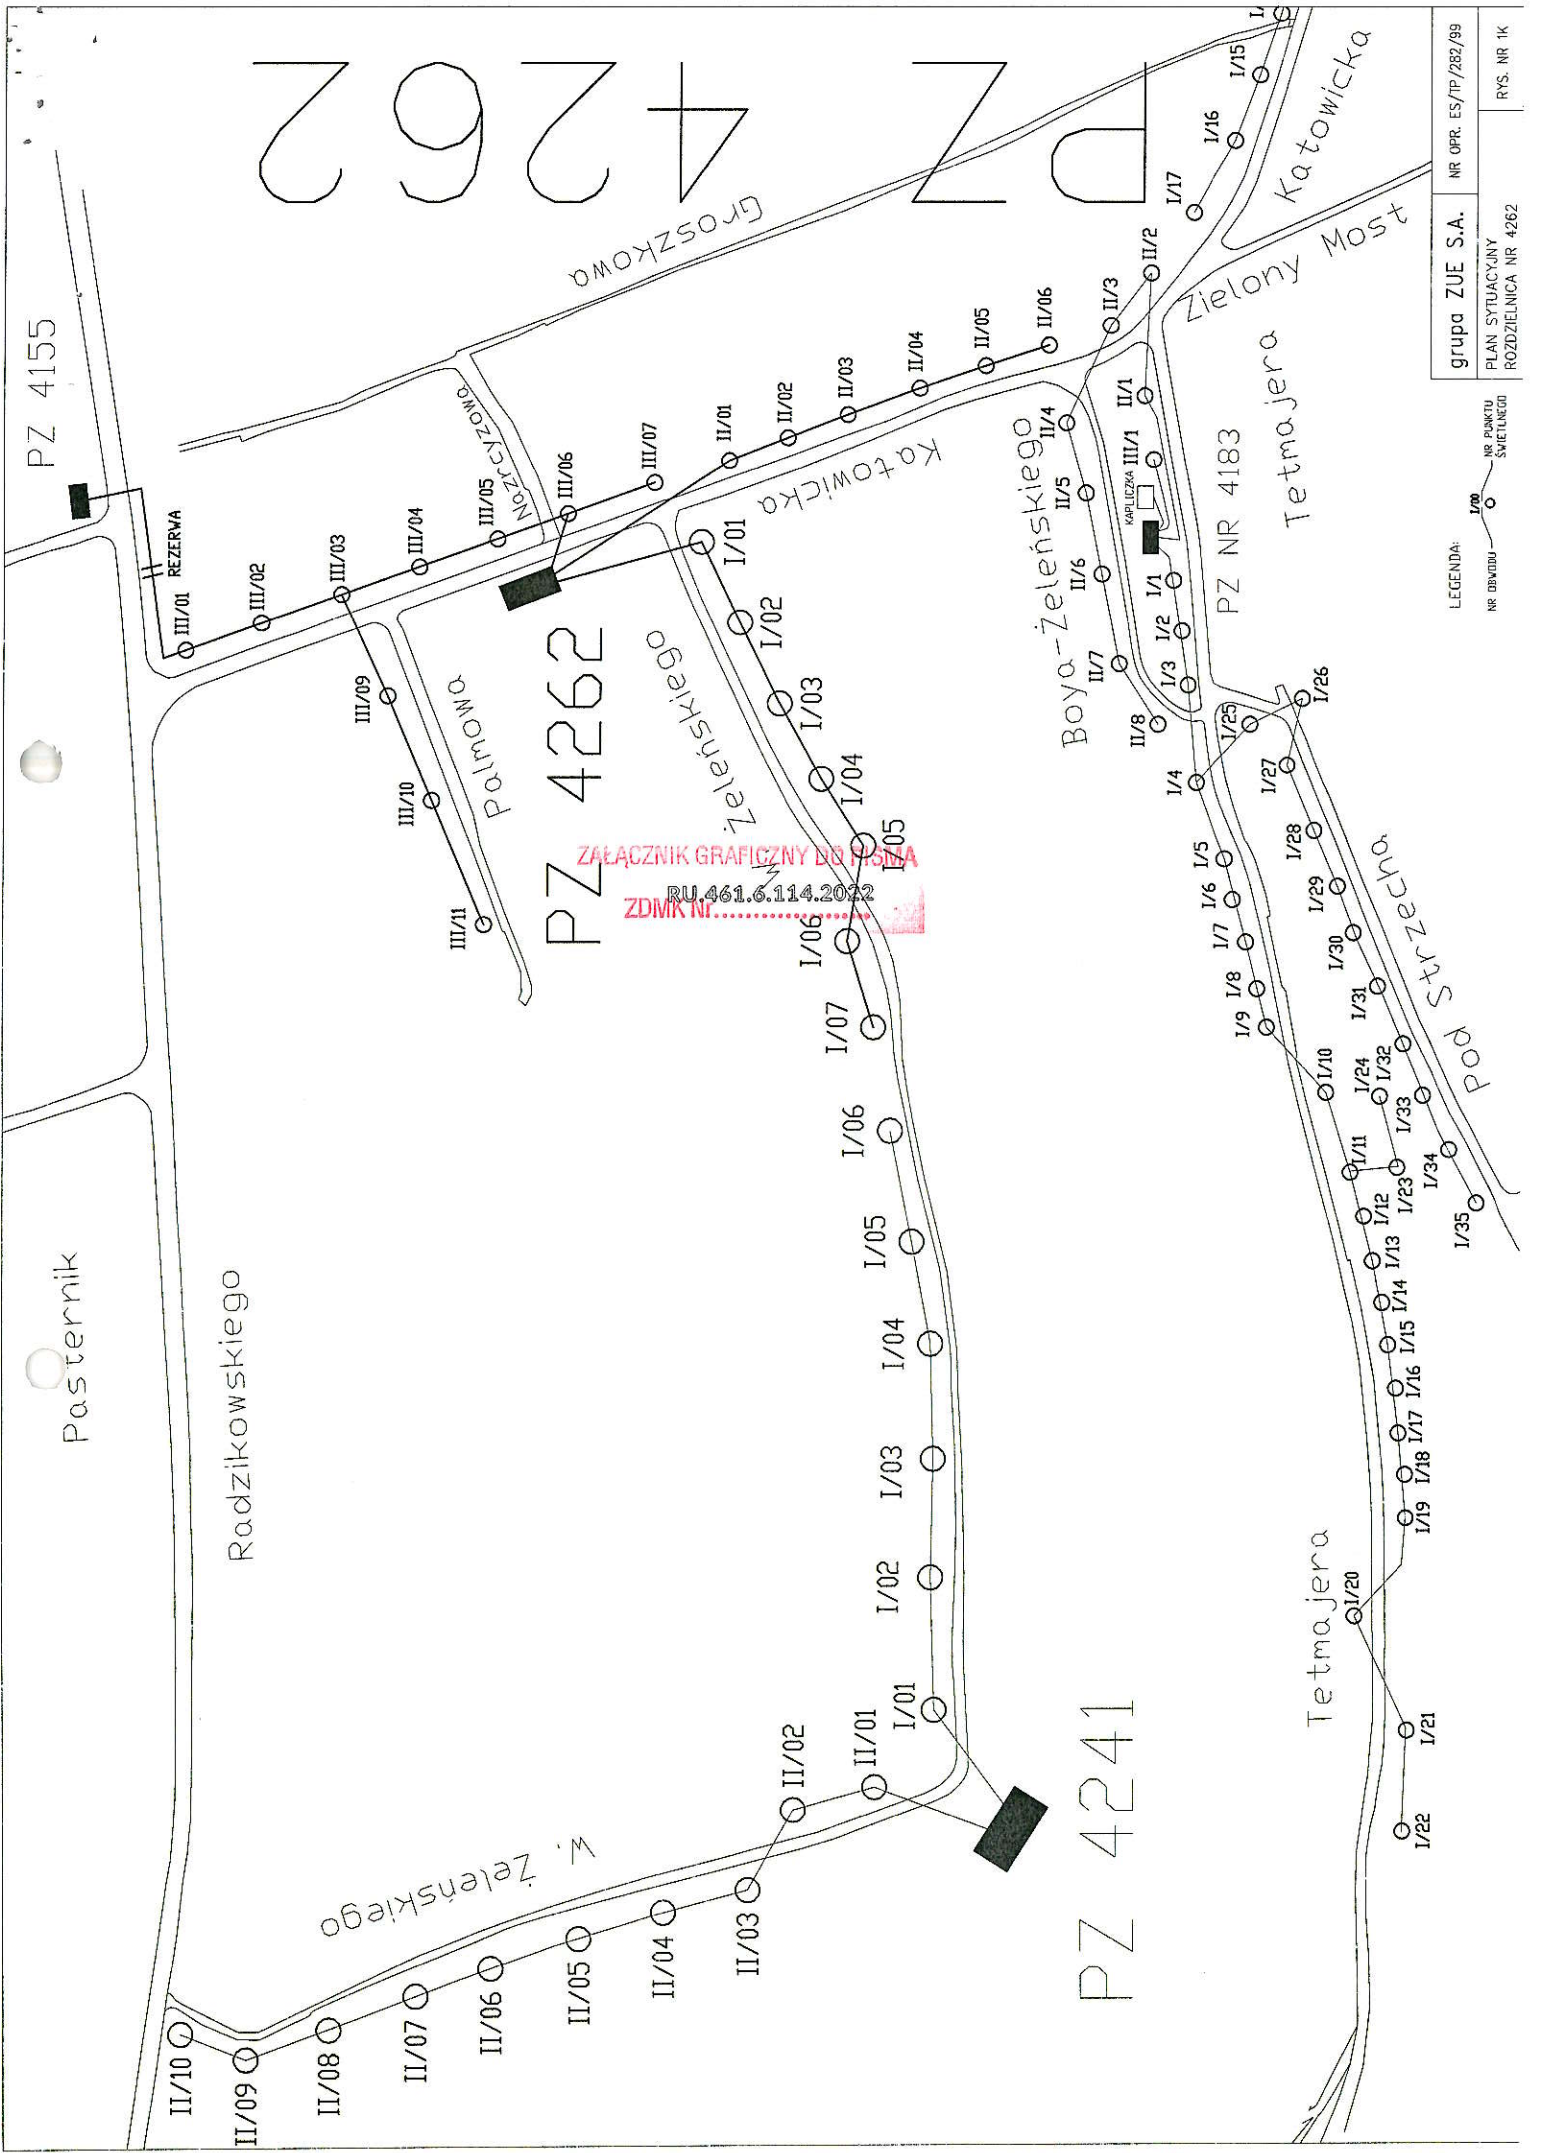 Pasternik
Radzikowskiego
PZ 4155
REZERWA
III/01
III/02
III/03
III/04
III/05
III/06
III/07
III/09
III/10
III/11
Palmowa
Nazrcyzowa
Groszkowa
PZ 4262
PZ 4262
II/01
II/02
II/03
II/04
II/05
II/06
Katowicka
Żeleńskiego
I/01
I/02
I/03
I/04
I/05
I/06
I/07
ZAŁĄCZNIK GRAFICZNY DO PISMA
RU.461.6.114.2022
ZDMK Nr....................
I/06
I/05
I/04
I/03
I/02
I/01
II/01
II/02
II/03
II/04
II/05
II/06
II/07
II/08
II/09
II/10
W. Żeleńskiego
PZ 4241
Boya-Żeleńskiego
II/1
II/2
II/3
II/4
II/5
II/6
II/7
II/8
III/1
KAPLICZKA
PZ NR 4183
Tetmajera
Zielony Most
Katowicka
I/
I/15
I/16
I/17
I/1
I/2
I/3
I/4
I/5
I/6
I/7
I/8
I/9
I/10
I/11
I/12
I/13
I/14
I/15
I/16
I/17
I/18
I/19
I/20
I/21
I/22
I/23
I/24
I/25
I/26
I/27
I/28
I/29
I/30
I/31
I/32
I/33
I/34
I/35
pod Strzecha
Tetmajera
LEGENDA:
NR OBWODU
I/00
NR PUNKTU
ŚWIETLNEGO
grupa ZUE S.A.
NR OPR. ES/TP/282/99
PLAN SYTUACYJNY
ROZDZIELNICA NR 4262
RYS. NR 1K